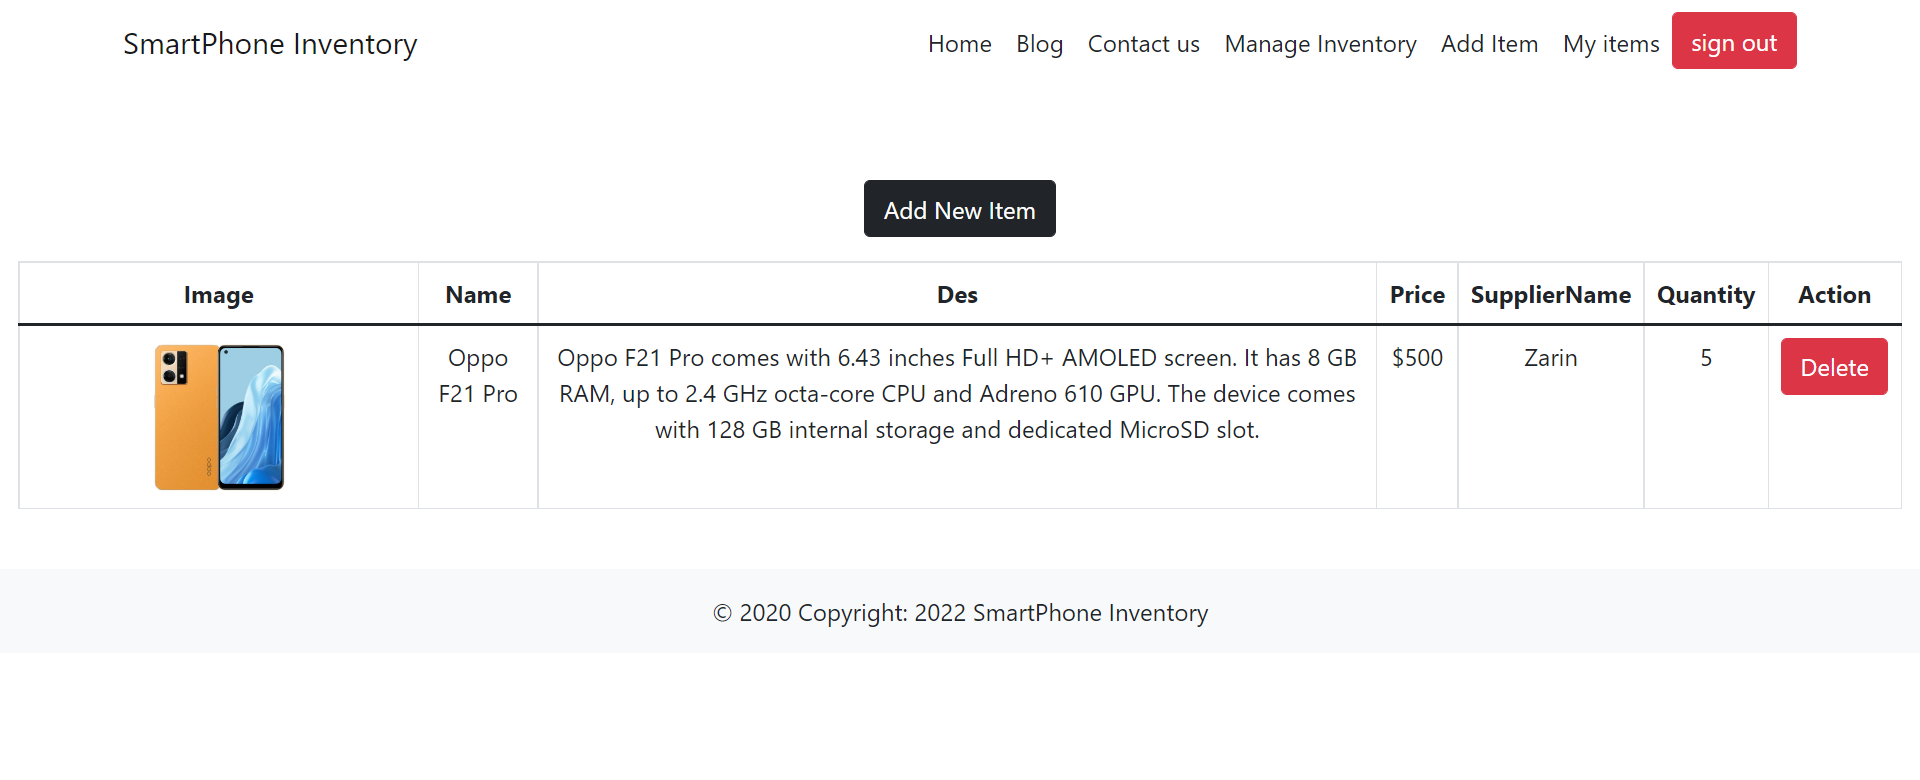 SmartPhone Inventory
Home Blog Contact us Manage Inventory Add Item My items sign out
Add New Item
Image Name Des Price SupplierName Quantity Action
Oppo F21 Pro comes with 6.43 inches Full HD+ AMOLED screen. It has 8 GB
RAM, up to 2.4 GHz octa-core CPU and Adreno 610 GPU. The device comes
with 128 GB internal storage and dedicated MicroSD slot.
Oppo
F21 Pro
$500
Zarin
5
Delete
oppo
© 2020 Copyright: 2022 SmartPhone Inventory